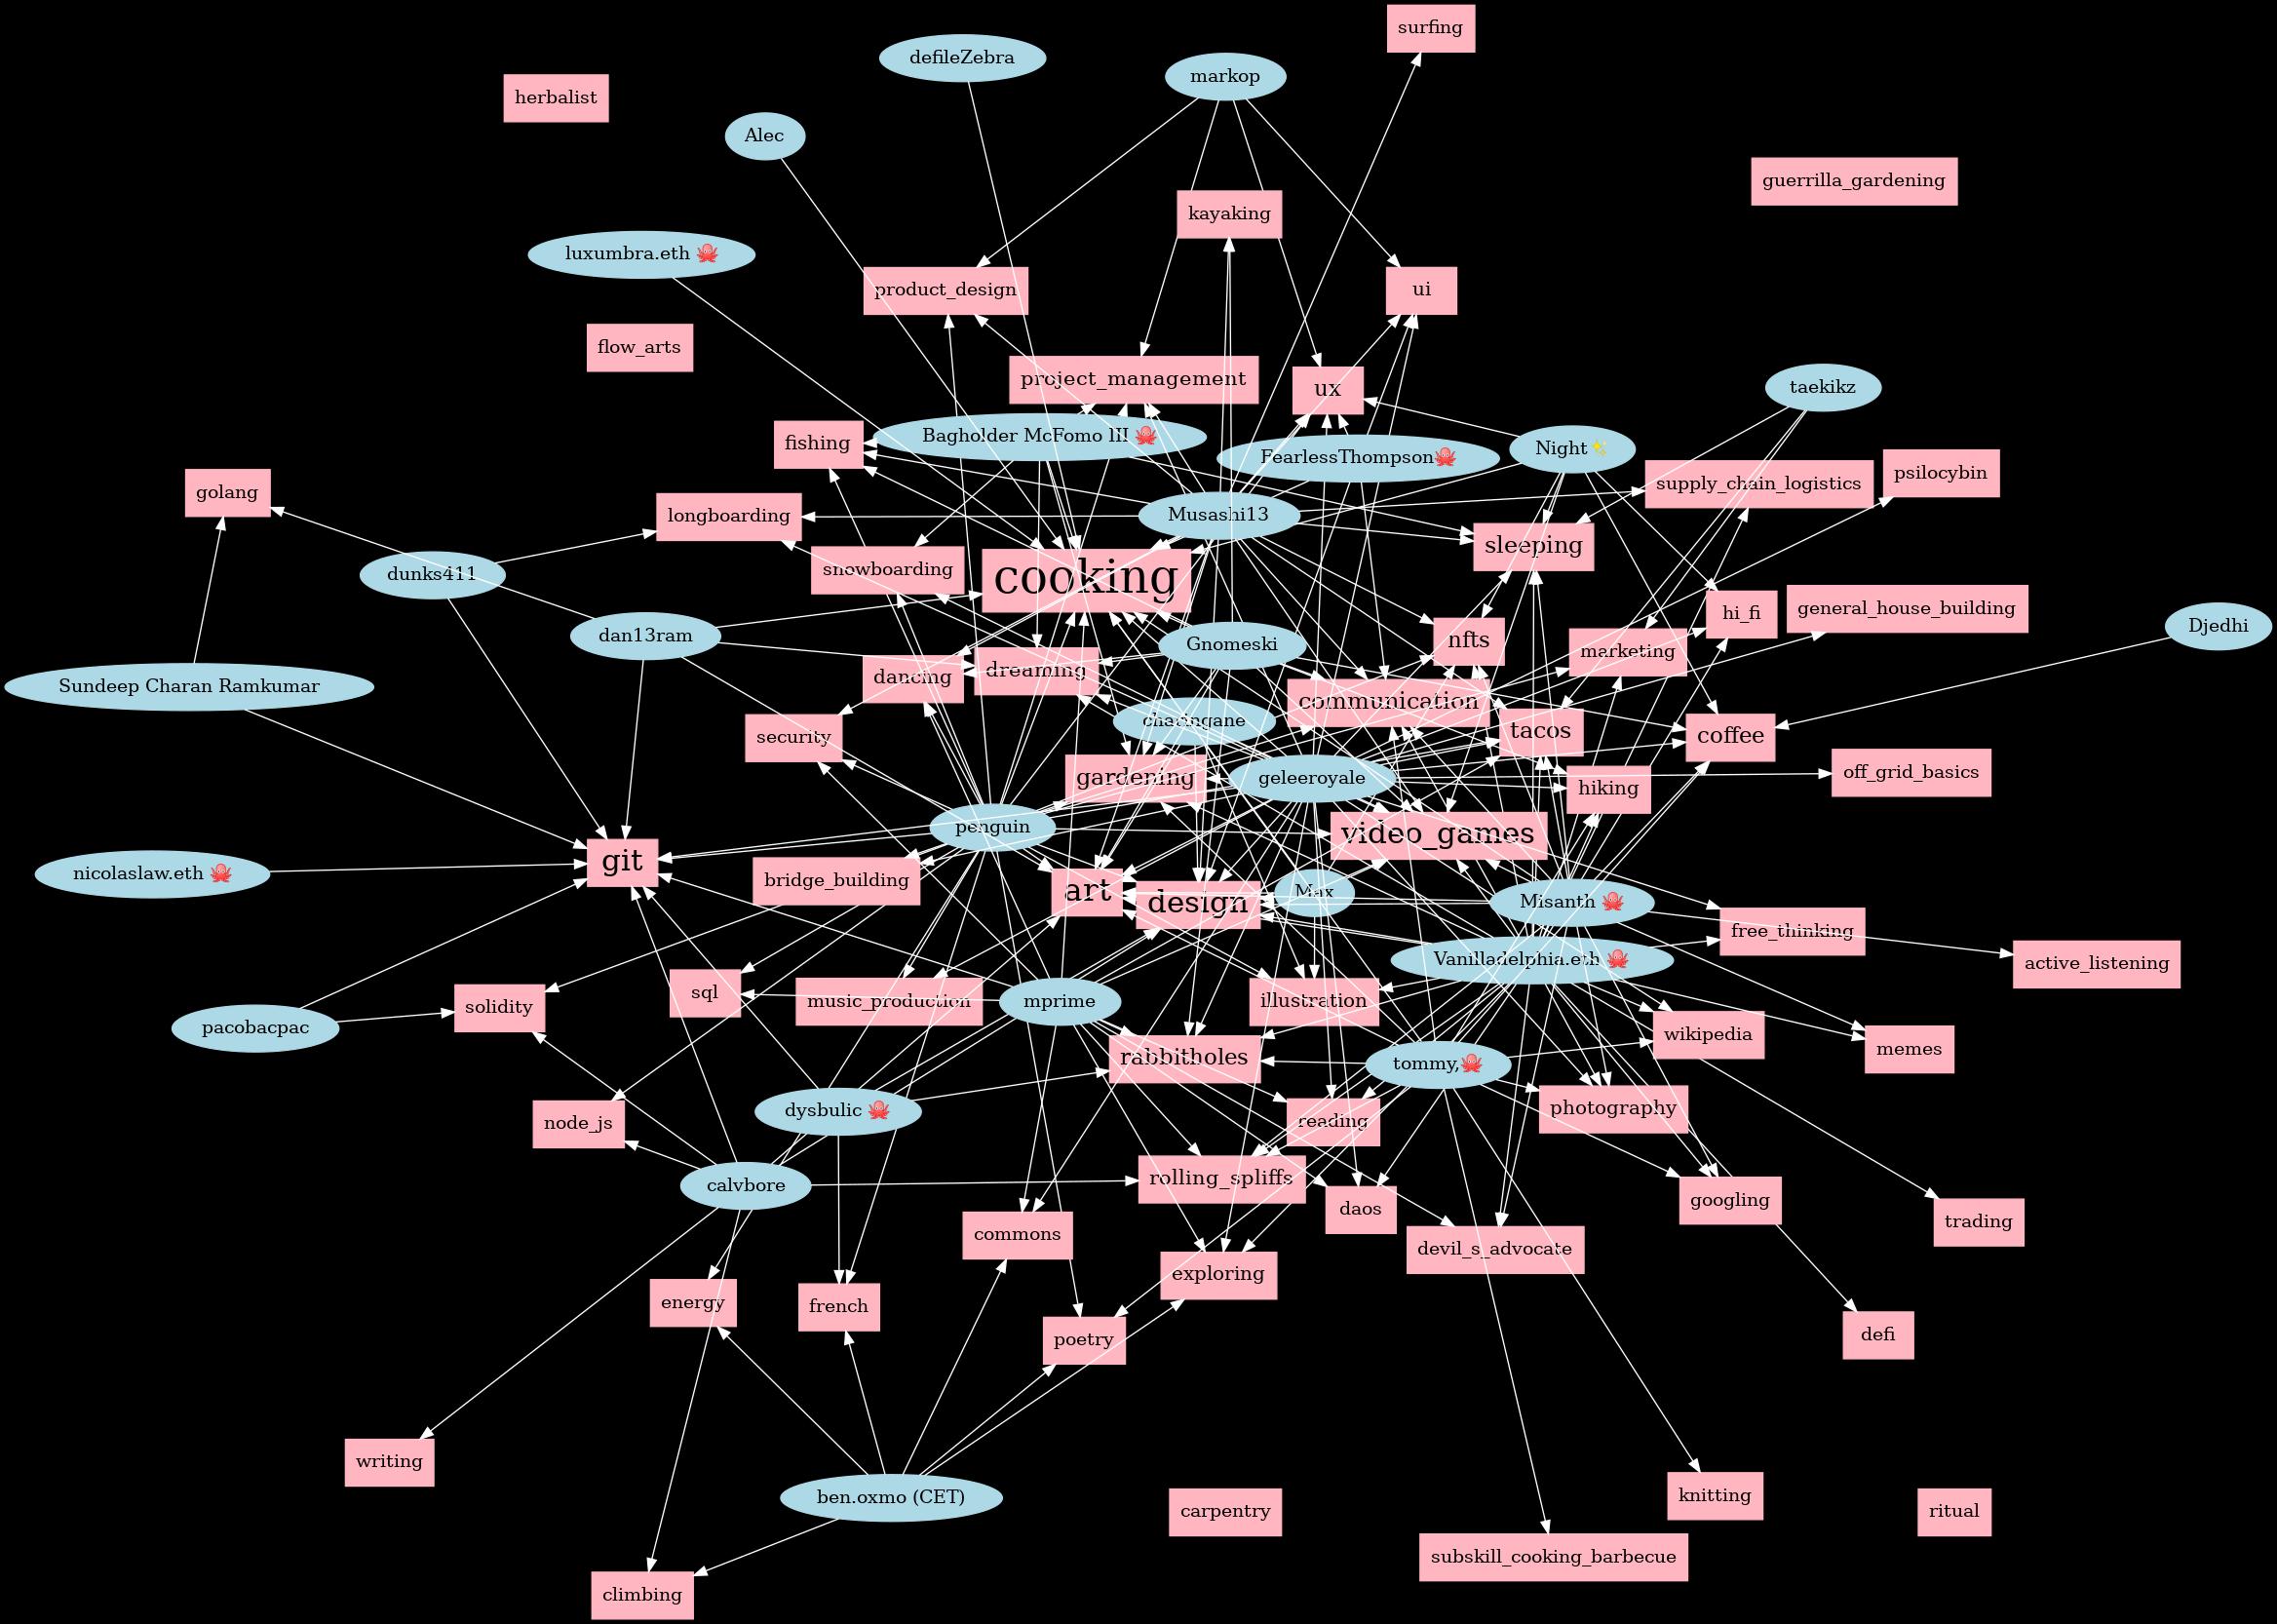 surfing
defileZebra
markop
herbalist
Alec
guerrilla_gardening
kayaking
luxumbra.eth 🐙
product_design
ui
flow_arts
project_management
ux
taekikz
Bagholder McFomo III 🐙
fishing
Night✨
FearlessThompson🐙
psilocybin
supply_chain_logistics
golang
longboarding
Musashi13
sleeping
snowboarding
cooking
dunks411
general_house_building
hi_fi
Djedhi
dan13ram
nfts
Gnomeski
marketing
dreaming
dancing
Sundeep Charan Ramkumar
communication
chasingane
tacos
coffee
security
off_grid_basics
gardening
geleeroyale
hiking
penguin
video_games
git
nicolaslaw.eth 🐙
bridge_building
art
Max
design
Misanth 🐙
free_thinking
Vanilladelphia.eth 🐙
active_listening
sql
music_production
mprime
illustration
solidity
pacobacpac
wikipedia
memes
rabbitholes
tommy,🐙
photography
dysbulic 🐙
reading
node_js
rolling_spliffs
calvbore
googling
daos
trading
commons
devil_s_advocate
exploring
energy
french
defi
poetry
writing
ben.oxmo (CET)
knitting
carpentry
ritual
subskill_cooking_barbecue
climbing